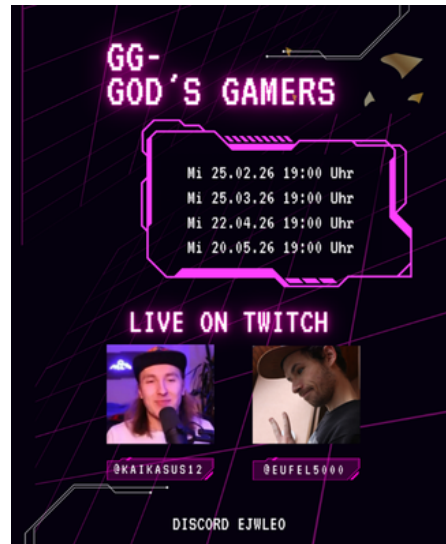 GG-
GOD´S GAMERS
Mi 25.02.26 19:00 Uhr
Mi 25.03.26 19:00 Uhr
Mi 22.04.26 19:00 Uhr
Mi 20.05.26 19:00 Uhr
LIVE ON TWITCH
@KAIKASUS12 @EUFEL5000
DISCORD EJWLEO